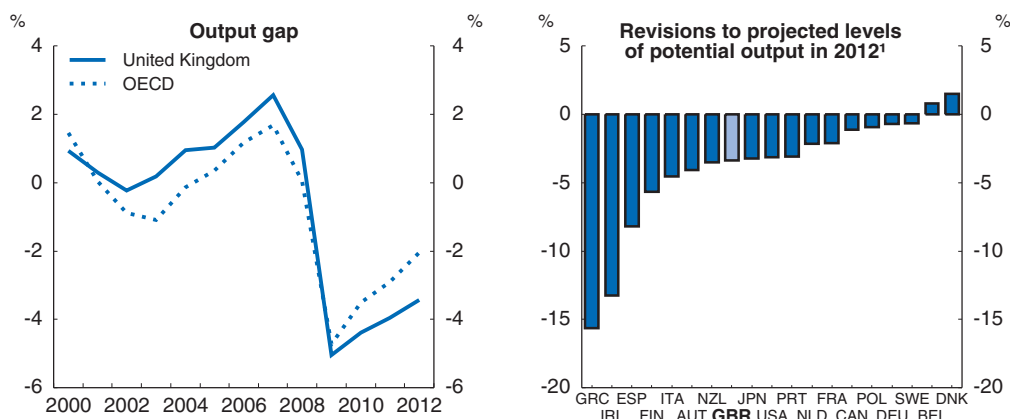 Output gap
% %
United Kingdom
OECD
4 4
2 2
0 0
-2 -2
-4 -4
-6 -6
2000 2002 2004 2006 2008 2010 2012
Revisions to projected levels
of potential output in 2012¹
% %
5 5
0 0
-5 -5
-10 -10
-15 -15
-20 -20
GRC ESP ITA NZL JPN PRT FRA POL SWE DNK
IRL FIN AUT GBR USA NLD CAN DEU BEL